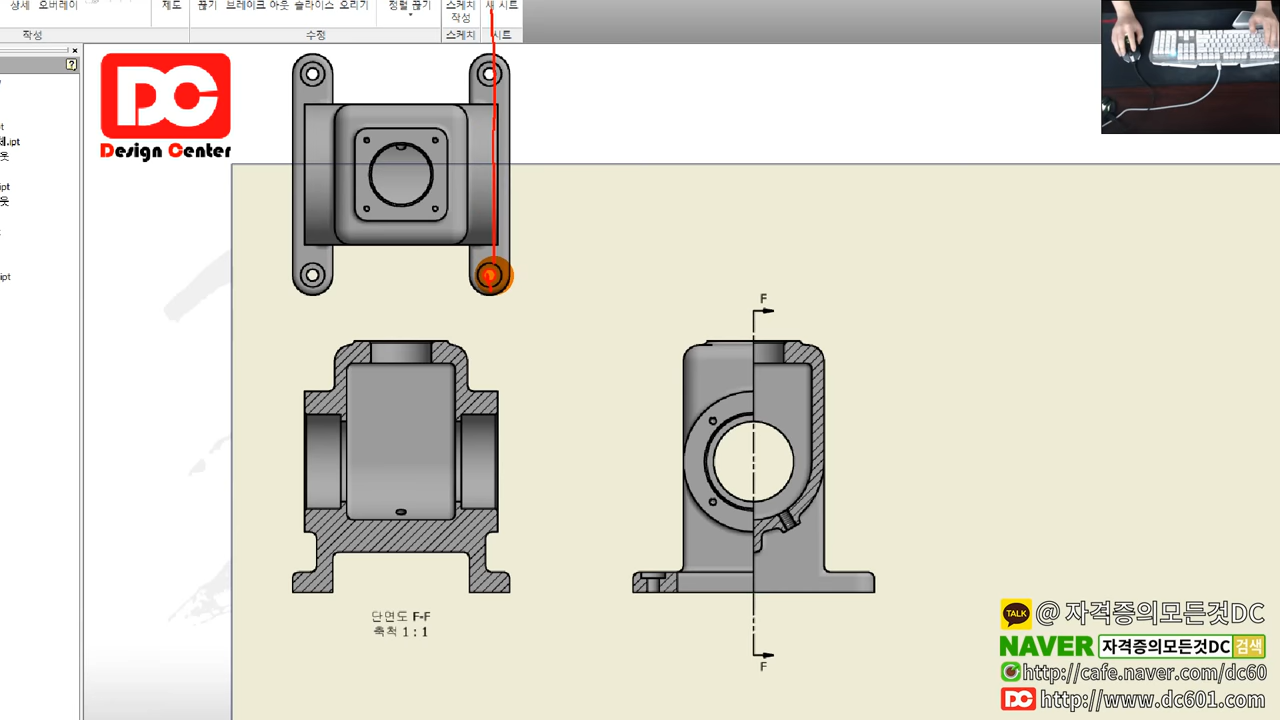 상세 오버레이
제도
끊기 브레이크 아웃 슬라이스 오리기
정렬 끊기
스케치
작성
새 시트
작성
수정
스케치
시트
?
.ipt
DC
Design Center
F
F
단면도 F-F
축척 1 : 1
TALK @ 자격증의모든것DC
NAVER 자격증의모든것DC 검색
http://cafe.naver.com/dc60
DC http://www.dc601.com